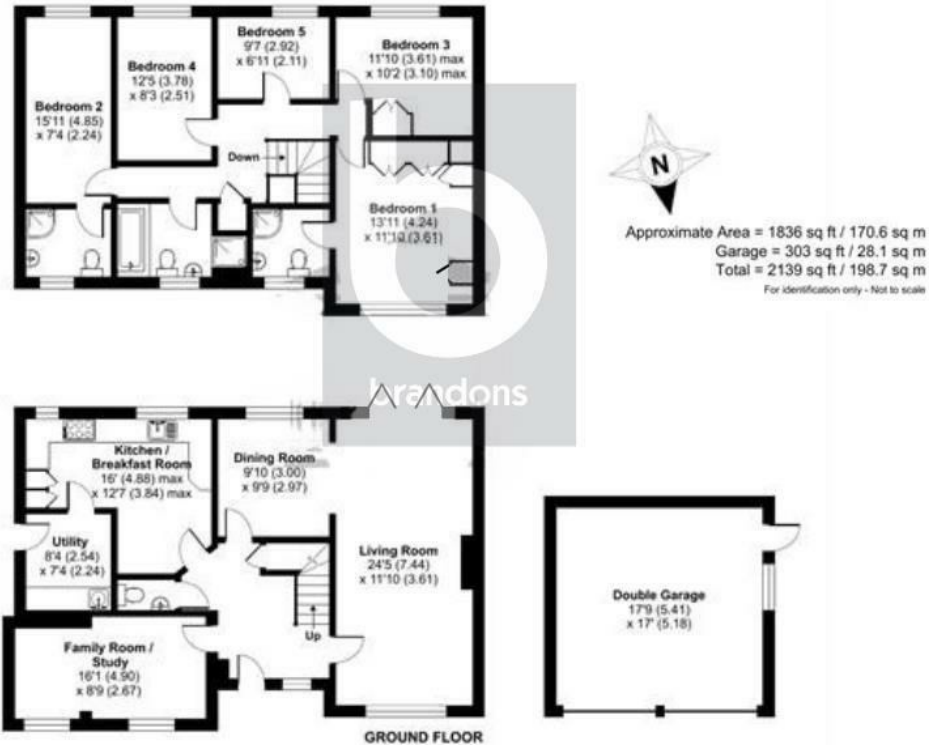 Bedroom 2
15'11 (4.85)
x 7'4 (2.24)
Bedroom 4
12'5 (3.78)
x 8'3 (2.51)
Bedroom 5
9'7 (2.92)
x 6'11 (2.11)
Bedroom 3
11'10 (3.61) max
x 10'2 (3.10) max
Down
Bedroom 1
13'11 (4.24)
x 11'10 (3.61)
N
Approximate Area = 1836 sq ft / 170.6 sq m
Garage = 303 sq ft / 28.1 sq m
Total = 2139 sq ft / 198.7 sq m
For identification only - Not to scale
b
brandons
Kitchen /
Breakfast Room
16' (4.88) max
x 12'7 (3.84) max
Dining Room
9'10 (3.00)
x 9'9 (2.97)
Utility
8'4 (2.54)
x 7'4 (2.24)
Living Room
24'5 (7.44)
x 11'10 (3.61)
Up
Family Room /
Study
16'1 (4.90)
x 8'9 (2.67)
Double Garage
17'9 (5.41)
x 17' (5.18)
GROUND FLOOR